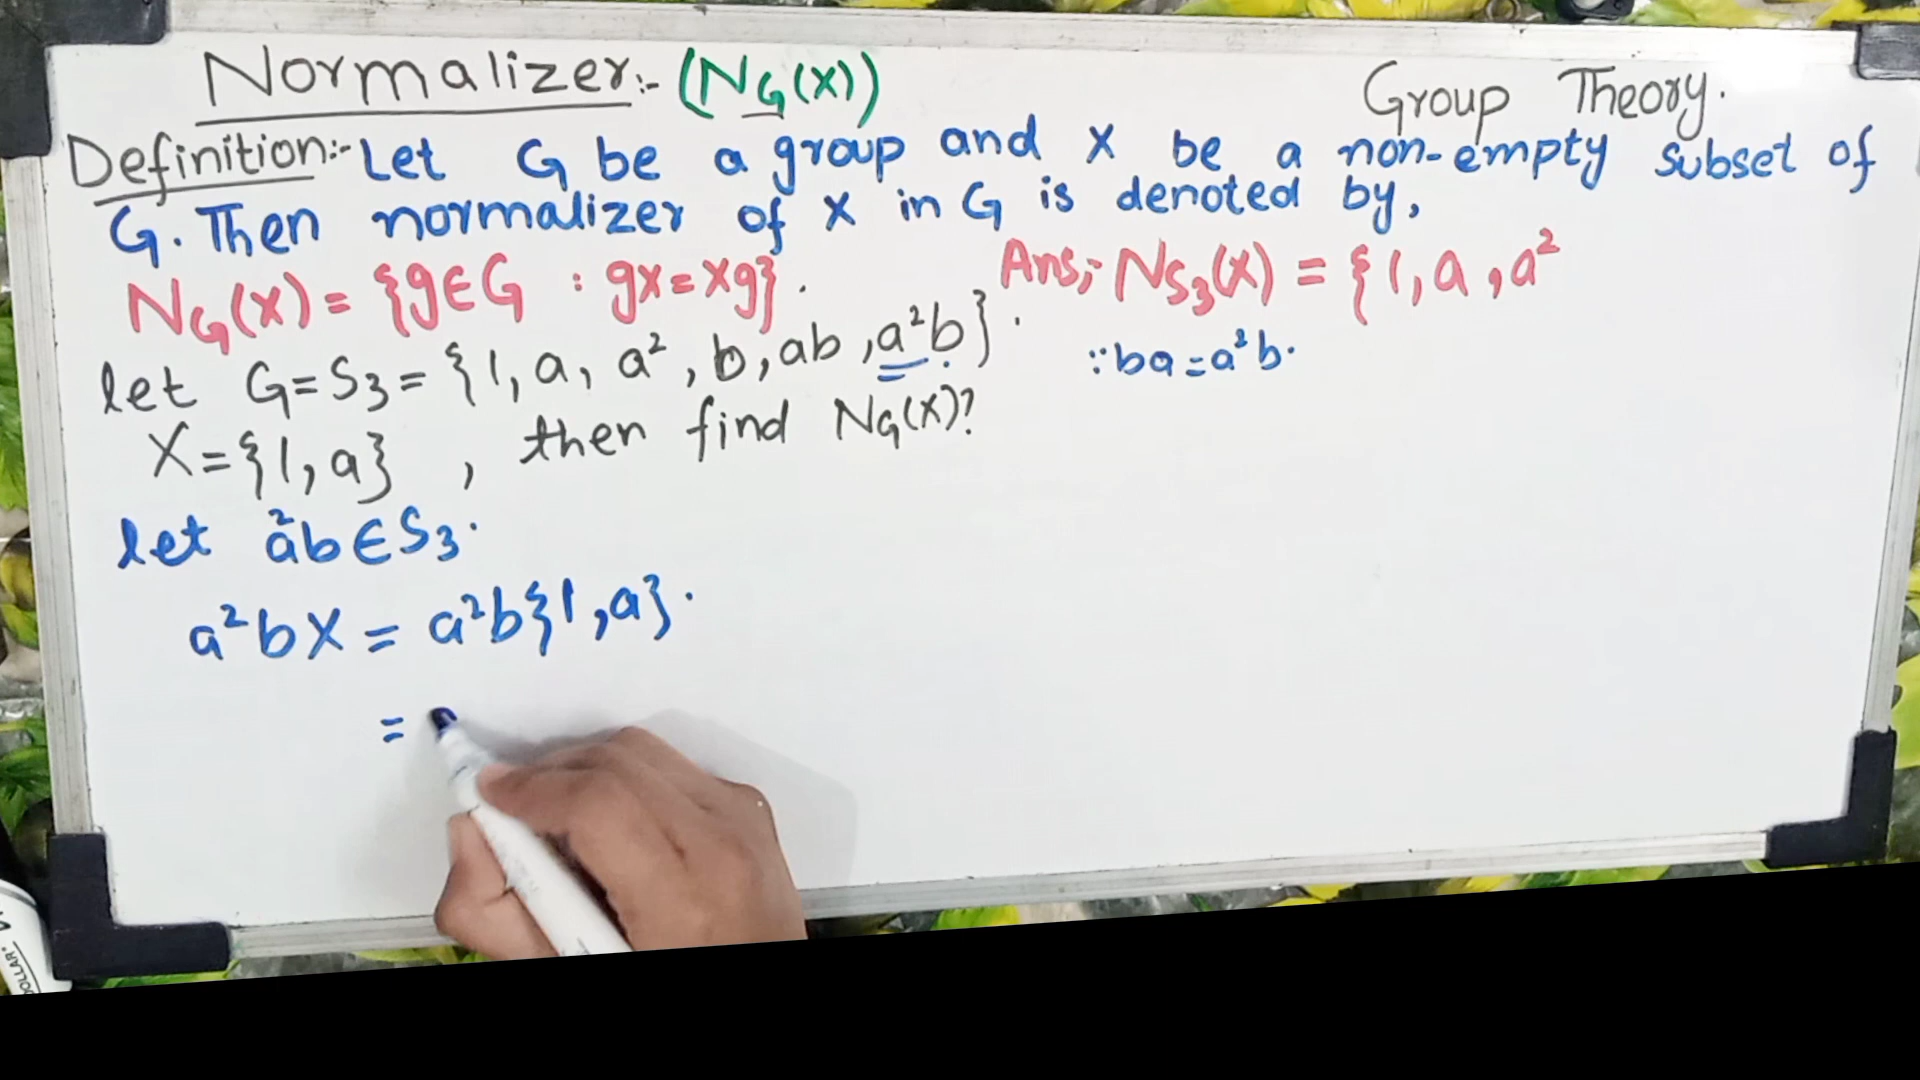 Normalizer:- (N_G(X))
Group Theory.
Definition:- Let G be a group and X be a non-empty subset of
G. Then normalizer of X in G is denoted by,
N_G(X) = {g∈G : gX = Xg}.
Ans:- N_S₃(X) = {1, a, a²
let G = S₃ = {1, a, a², b, ab, a²b}.
∵ ba = a²b.
X = {1, a} , then find N_G(X)?
let a²b ∈ S₃.
a²bX = a²b{1, a}.
=
DOLLAR